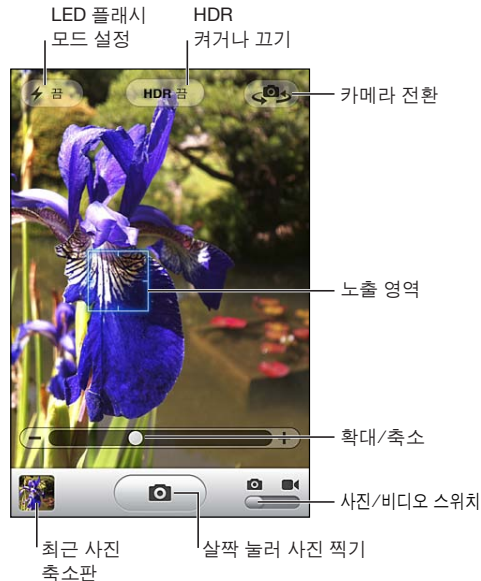 LED 플래시
모드 설정
HDR
켜거나 끄기
끔
HDR 끔
카메라 전환
노출 영역
확대/축소
사진/비디오 스위치
최근 사진
축소판
살짝 눌러 사진 찍기